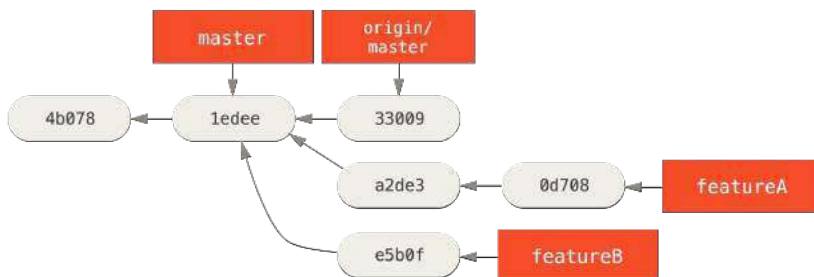 master
origin/
master
4b078
1edee
33009
a2de3
0d708
featureA
e5b0f
featureB